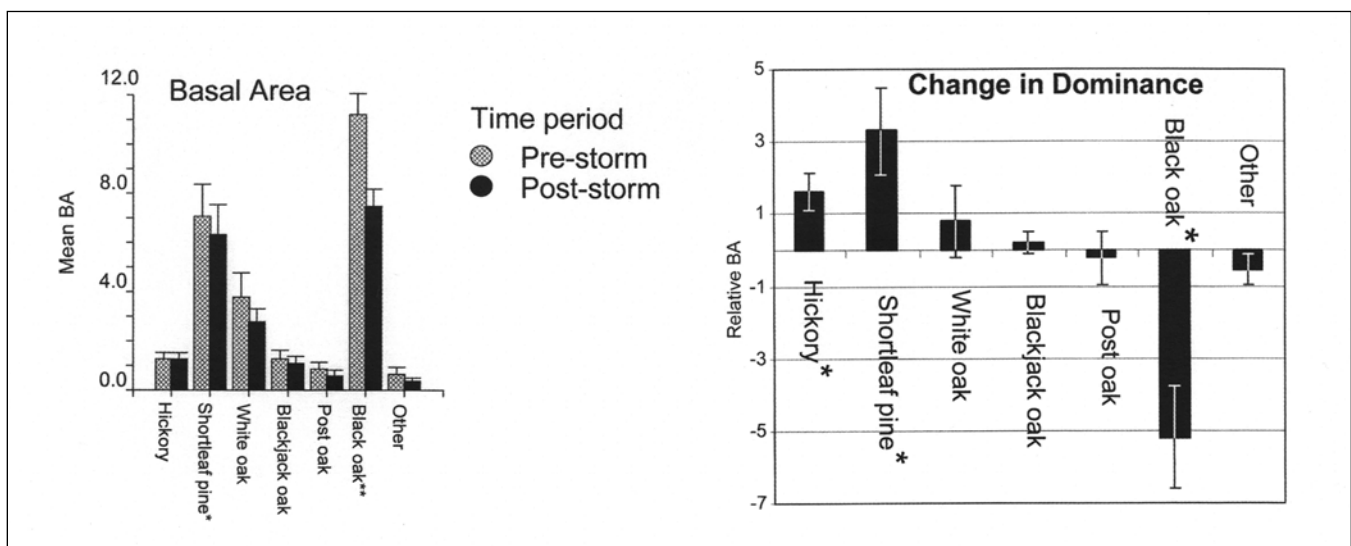 Basal Area
12.0
8.0
4.0
0.0
Mean BA
Time period
Pre-storm
Post-storm
Hickory
Shortleaf pine*
White oak
Blackjack oak
Post oak
Black oak**
Other
Change in Dominance
5
3
1
-1
-3
-5
-7
Relative BA
Hickory*
Shortleaf pine*
White oak
Blackjack oak
Post oak
Black oak*
Other